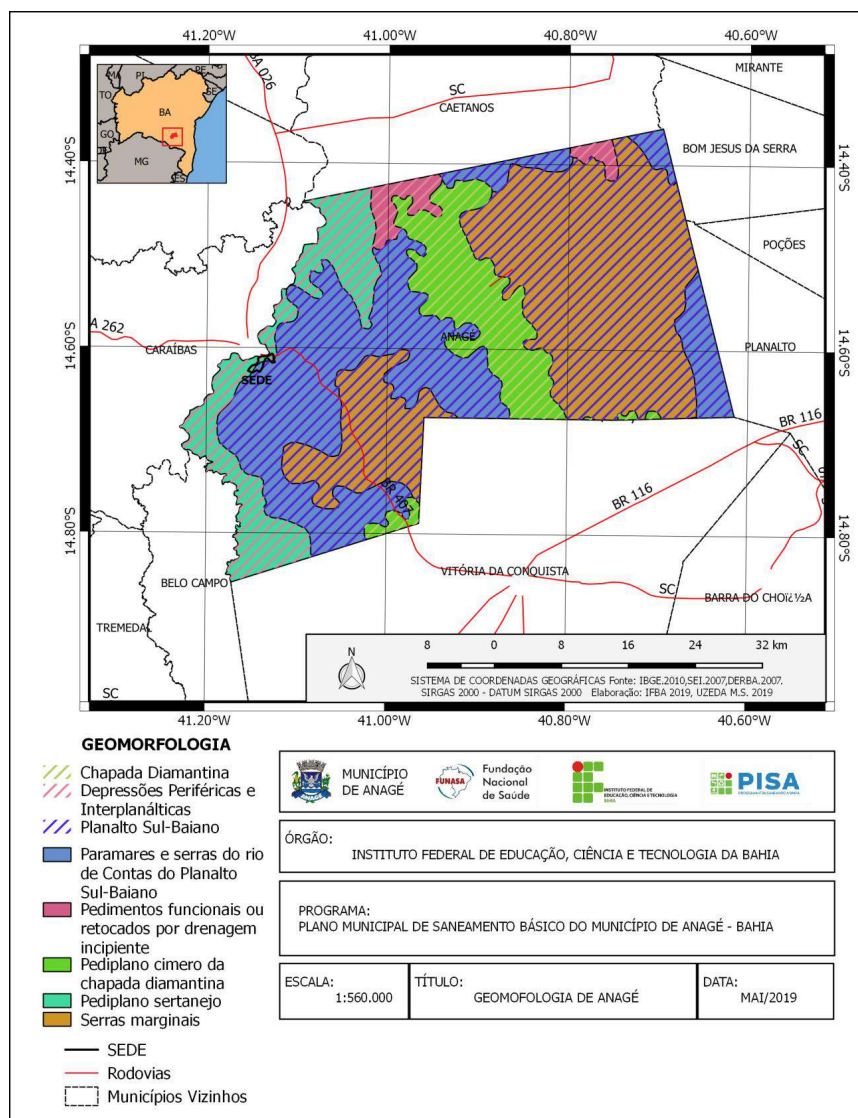 41.20°W
41.00°W
40.80°W
40.60°W
MA
PI
PE
TO
SE
BA
GO
MG
ES
BA 026
SC
CAETANOS
MIRANTE
14.40°S
14.40°S
BOM JESUS DA SERRA
POÇÕES
ANAGÉ
A 262
CARAÍBAS
14.60°S
14.60°S
PLANALTO
SEDE
BR 116
SC
BR 407
BR 116
14.80°S
14.80°S
VITÓRIA DA CONQUISTA
BELO CAMPO
SC
BARRA DO CHOï¿½A
TREMEDA
SC
N
8 0 8 16 24 32 km
SISTEMA DE COORDENADAS GEOGRÁFICAS Fonte: IBGE.2010,SEI.2007,DERBA.2007.
SIRGAS 2000 - DATUM SIRGAS 2000 Elaboração: IFBA 2019, UZEDA M.S. 2019
41.20°W
41.00°W
40.80°W
40.60°W
GEOMORFOLOGIA
Chapada Diamantina
Depressões Periféricas e
Interplanálticas
Planalto Sul-Baiano
Paramares e serras do rio
de Contas do Planalto
Sul-Baiano
Pedimentos funcionais ou
retocados por drenagem
incipiente
Pediplano cimero da
chapada diamantina
Pediplano sertanejo
Serras marginais
SEDE
Rodovias
Municípios Vizinhos
MUNICÍPIO
DE ANAGÉ
FUNASA
Fundação
Nacional
de Saúde
INSTITUTO FEDERAL DE
EDUCAÇÃO, CIÊNCIA E TECNOLOGIA
BAHIA
PISA
ÓRGÃO:
INSTITUTO FEDERAL DE EDUCAÇÃO, CIÊNCIA E TECNOLOGIA DA BAHIA
PROGRAMA:
PLANO MUNICIPAL DE SANEAMENTO BÁSICO DO MUNICÍPIO DE ANAGÉ - BAHIA
ESCALA:
1:560.000
TÍTULO:
GEOMOFOLOGIA DE ANAGÉ
DATA:
MAI/2019